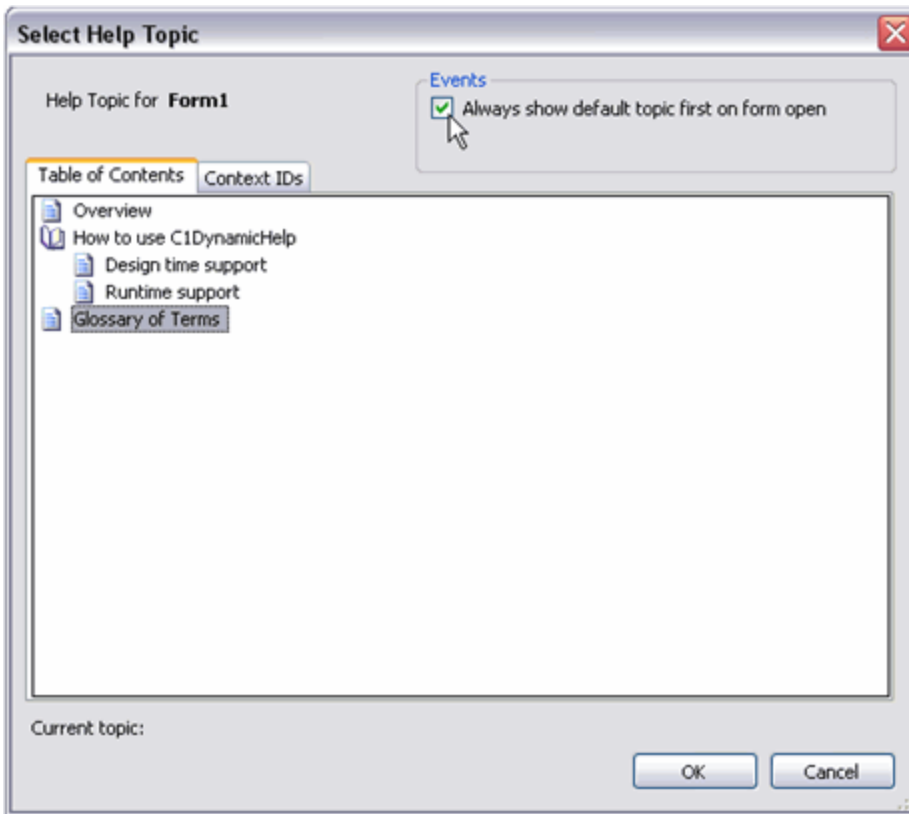 Select Help Topic
Help Topic for Form1
Events
Always show default topic first on form open
Table of Contents
Context IDs
Overview
How to use C1DynamicHelp
Design time support
Runtime support
Glossary of Terms
Current topic:
OK
Cancel